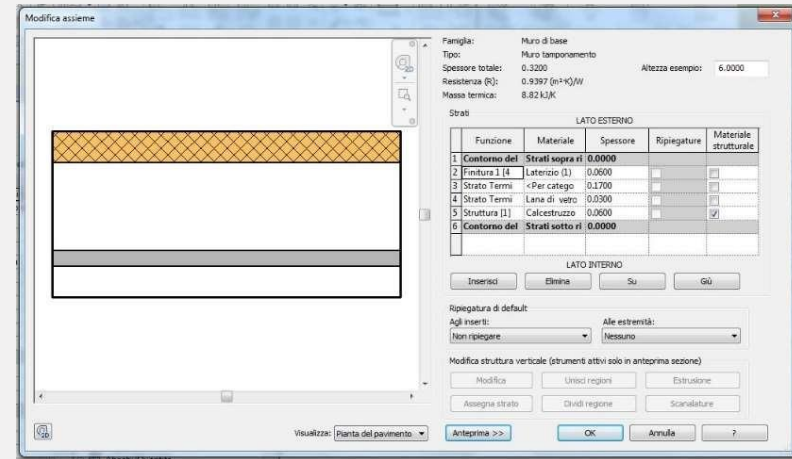 Modifica assieme
Famiglia: Muro di base
Tipo: Muro tamponamento
Spessore totale: 0.3200 Altezza esempio: 6.0000
Resistenza (R): 0.9397 (m²·K)/W
Massa termica: 8.82 kJ/K
Strati
LATO ESTERNO
Funzione Materiale Spessore Ripiegature Materiale strutturale
1 Contorno del Strati sopra ri 0.0000
2 Finitura 1 [4 Laterizio (1) 0.0600
3 Strato Termi <Per catego 0.1700
4 Strato Termi Lana di vetro 0.0300
5 Struttura [1] Calcestruzzo 0.0600
6 Contorno del Strati sotto ri 0.0000
LATO INTERNO
Inserisci Elimina Su Giù
Ripiegatura di default
Agli inserti: Alle estremità:
Non ripiegare Nessuno
Modifica struttura verticale (strumenti attivi solo in anteprima sezione)
Modifica Unisci regioni Estrusione
Assegna strato Dividi regione Scanalature
Visualizza: Pianta del pavimento Anteprima >> OK Annulla ?